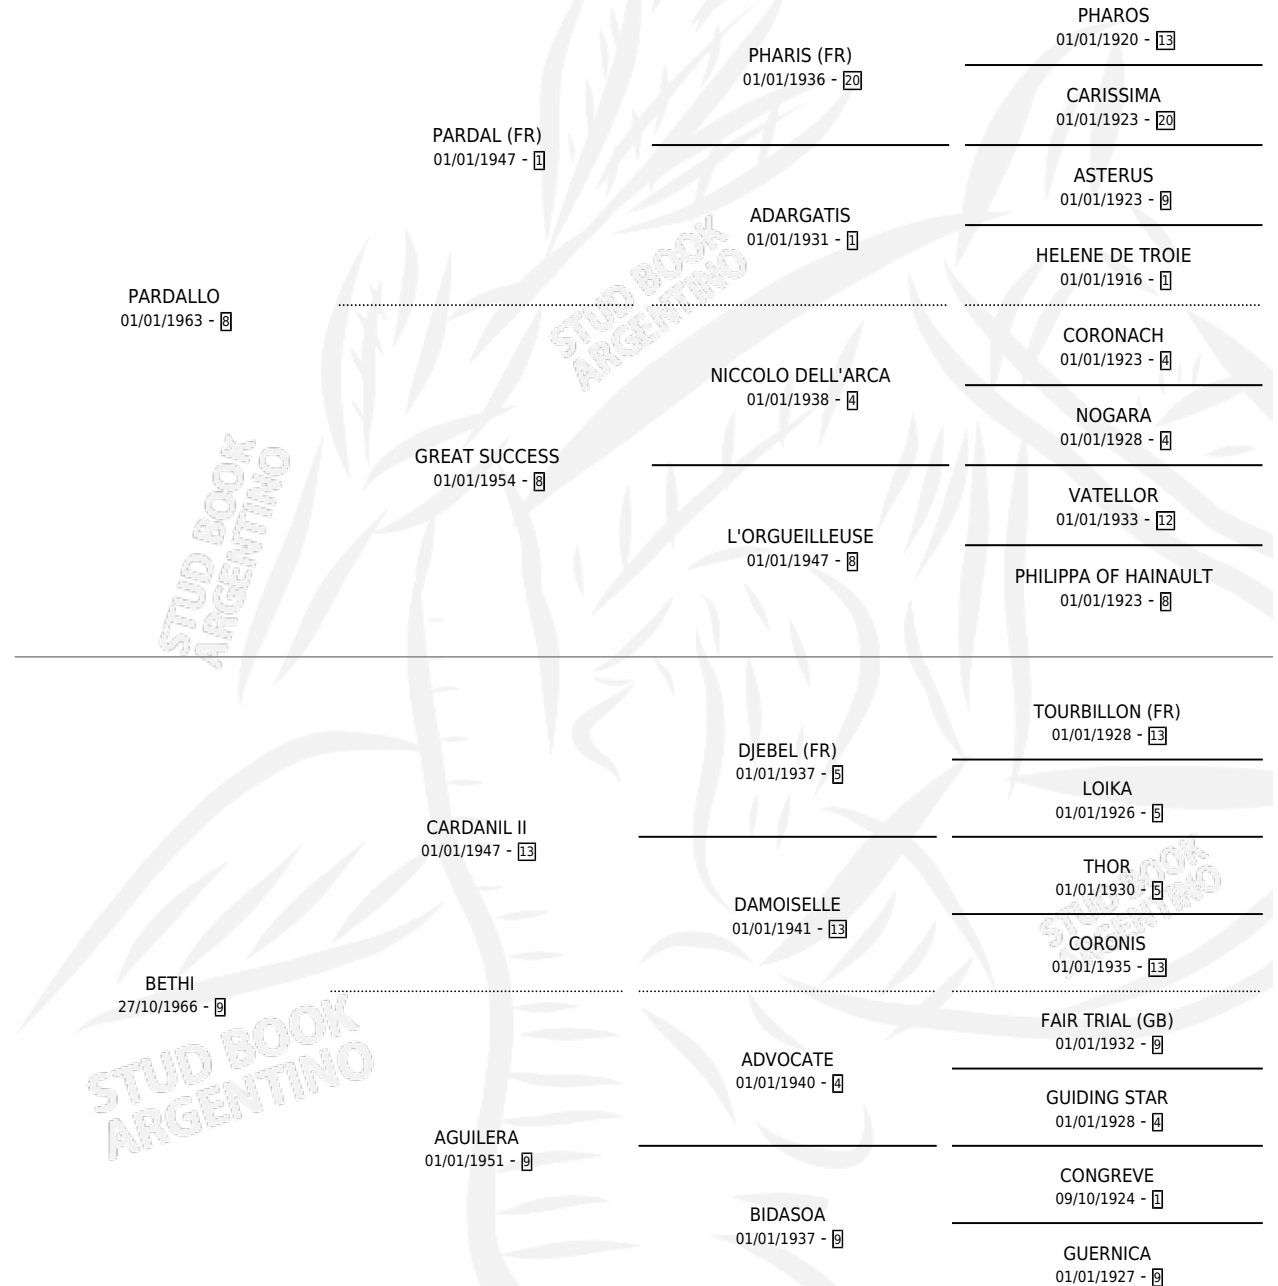 PHAROS
01/01/1920 - 13
PHARIS (FR)
01/01/1936 - 20
CARISSIMA
01/01/1923 - 20
PARDAL (FR)
01/01/1947 - 1
ASTERUS
01/01/1923 - 9
ADARGATIS
01/01/1931 - 1
HELENE DE TROIE
01/01/1916 - 1
PARDALLO
01/01/1963 - 8
CORONACH
01/01/1923 - 4
NICCOLO DELL'ARCA
01/01/1938 - 4
NOGARA
01/01/1928 - 4
GREAT SUCCESS
01/01/1954 - 8
VATELLOR
01/01/1933 - 12
L'ORGUEILLEUSE
01/01/1947 - 8
PHILIPPA OF HAINAULT
01/01/1923 - 8
TOURBILLON (FR)
01/01/1928 - 13
DJEBEL (FR)
01/01/1937 - 5
LOIKA
01/01/1926 - 5
CARDANIL II
01/01/1947 - 13
THOR
01/01/1930 - 5
DAMOISELLE
01/01/1941 - 13
CORONIS
01/01/1935 - 13
BETHI
27/10/1966 - 9
FAIR TRIAL (GB)
01/01/1932 - 9
ADVOCATE
01/01/1940 - 4
GUIDING STAR
01/01/1928 - 4
AGUILERA
01/01/1951 - 9
CONGREVE
09/10/1924 - 1
BIDASOA
01/01/1937 - 9
GUERNICA
01/01/1927 - 9
STUD BOOK
ARGENTINO
STUD BOOK
ARGENTINO
STUD BOOK
ARGENTINO
STUD BOOK
ARGENTINO